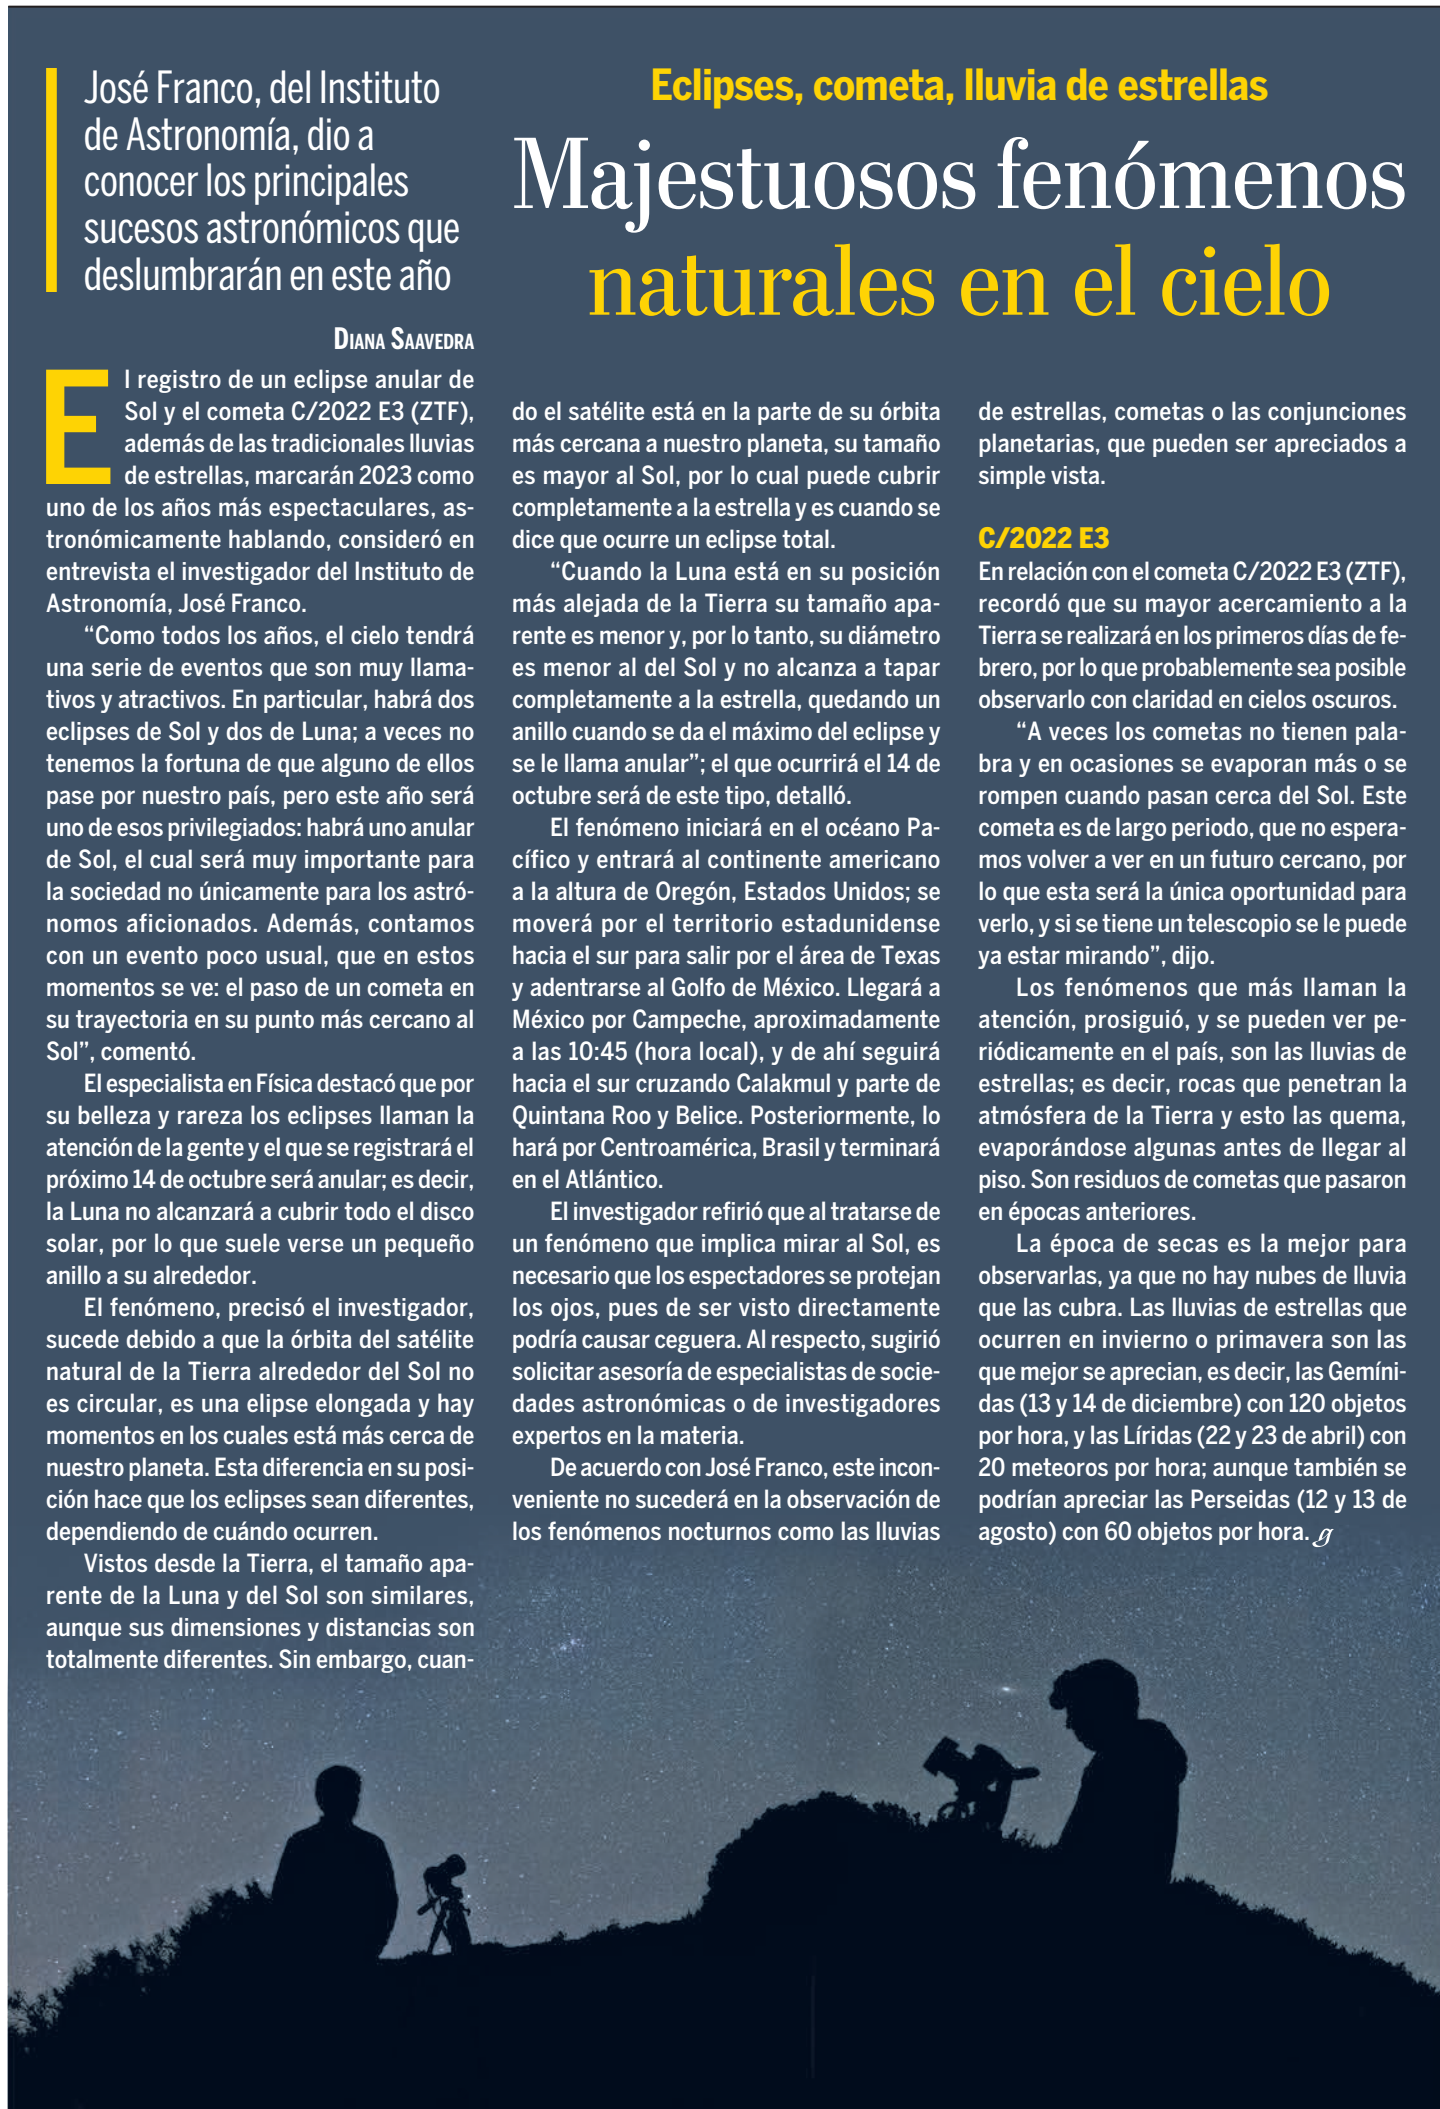 José Franco, del Instituto
de Astronomía, dio a
conocer los principales
sucesos astronómicos que
deslumbrarán en este año
Eclipses, cometa, lluvia de estrellas
Majestuosos fenómenos
naturales en el cielo
Diana Saavedra
El registro de un eclipse anular de
Sol y el cometa C/2022 E3 (ZTF),
además de las tradicionales lluvias
de estrellas, marcarán 2023 como
uno de los años más espectaculares, as-
tronómicamente hablando, consideró en
entrevista el investigador del Instituto de
Astronomía, José Franco.
“Como todos los años, el cielo tendrá
una serie de eventos que son muy llama-
tivos y atractivos. En particular, habrá dos
eclipses de Sol y dos de Luna; a veces no
tenemos la fortuna de que alguno de ellos
pase por nuestro país, pero este año será
uno de esos privilegiados: habrá uno anular
de Sol, el cual será muy importante para
la sociedad no únicamente para los astró-
nomos aficionados. Además, contamos
con un evento poco usual, que en estos
momentos se ve: el paso de un cometa en
su trayectoria en su punto más cercano al
Sol”, comentó.
El especialista en Física destacó que por
su belleza y rareza los eclipses llaman la
atención de la gente y el que se registrará el
próximo 14 de octubre será anular; es decir,
la Luna no alcanzará a cubrir todo el disco
solar, por lo que suele verse un pequeño
anillo a su alrededor.
El fenómeno, precisó el investigador,
sucede debido a que la órbita del satélite
natural de la Tierra alrededor del Sol no
es circular, es una elipse elongada y hay
momentos en los cuales está más cerca de
nuestro planeta. Esta diferencia en su posi-
ción hace que los eclipses sean diferentes,
dependiendo de cuándo ocurren.
Vistos desde la Tierra, el tamaño apa-
rente de la Luna y del Sol son similares,
aunque sus dimensiones y distancias son
totalmente diferentes. Sin embargo, cuan-
do el satélite está en la parte de su órbita
más cercana a nuestro planeta, su tamaño
es mayor al Sol, por lo cual puede cubrir
completamente a la estrella y es cuando se
dice que ocurre un eclipse total.
“Cuando la Luna está en su posición
más alejada de la Tierra su tamaño apa-
rente es menor y, por lo tanto, su diámetro
es menor al del Sol y no alcanza a tapar
completamente a la estrella, quedando un
anillo cuando se da el máximo del eclipse y
se le llama anular”; el que ocurrirá el 14 de
octubre será de este tipo, detalló.
El fenómeno iniciará en el océano Pa-
cífico y entrará al continente americano
a la altura de Oregón, Estados Unidos; se
moverá por el territorio estadunidense
hacia el sur para salir por el área de Texas
y adentrarse al Golfo de México. Llegará a
México por Campeche, aproximadamente
a las 10:45 (hora local), y de ahí seguirá
hacia el sur cruzando Calakmul y parte de
Quintana Roo y Belice. Posteriormente, lo
hará por Centroamérica, Brasil y terminará
en el Atlántico.
El investigador refirió que al tratarse de
un fenómeno que implica mirar al Sol, es
necesario que los espectadores se protejan
los ojos, pues de ser visto directamente
podría causar ceguera. Al respecto, sugirió
solicitar asesoría de especialistas de socie-
dades astronómicas o de investigadores
expertos en la materia.
De acuerdo con José Franco, este incon-
veniente no sucederá en la observación de
los fenómenos nocturnos como las lluvias
de estrellas, cometas o las conjunciones
planetarias, que pueden ser apreciados a
simple vista.
C/2022 E3
En relación con el cometa C/2022 E3 (ZTF),
recordó que su mayor acercamiento a la
Tierra se realizará en los primeros días de fe-
brero, por lo que probablemente sea posible
observarlo con claridad en cielos oscuros.
“A veces los cometas no tienen pala-
bra y en ocasiones se evaporan más o se
rompen cuando pasan cerca del Sol. Este
cometa es de largo periodo, que no espera-
mos volver a ver en un futuro cercano, por
lo que esta será la única oportunidad para
verlo, y si se tiene un telescopio se le puede
ya estar mirando”, dijo.
Los fenómenos que más llaman la
atención, prosiguió, y se pueden ver pe-
riódicamente en el país, son las lluvias de
estrellas; es decir, rocas que penetran la
atmósfera de la Tierra y esto las quema,
evaporándose algunas antes de llegar al
piso. Son residuos de cometas que pasaron
en épocas anteriores.
La época de secas es la mejor para
observarlas, ya que no hay nubes de lluvia
que las cubra. Las lluvias de estrellas que
ocurren en invierno o primavera son las
que mejor se aprecian, es decir, las Gemíni-
das (13 y 14 de diciembre) con 120 objetos
por hora, y las Líridas (22 y 23 de abril) con
20 meteoros por hora; aunque también se
podrían apreciar las Perseidas (12 y 13 de
agosto) con 60 objetos por hora. g